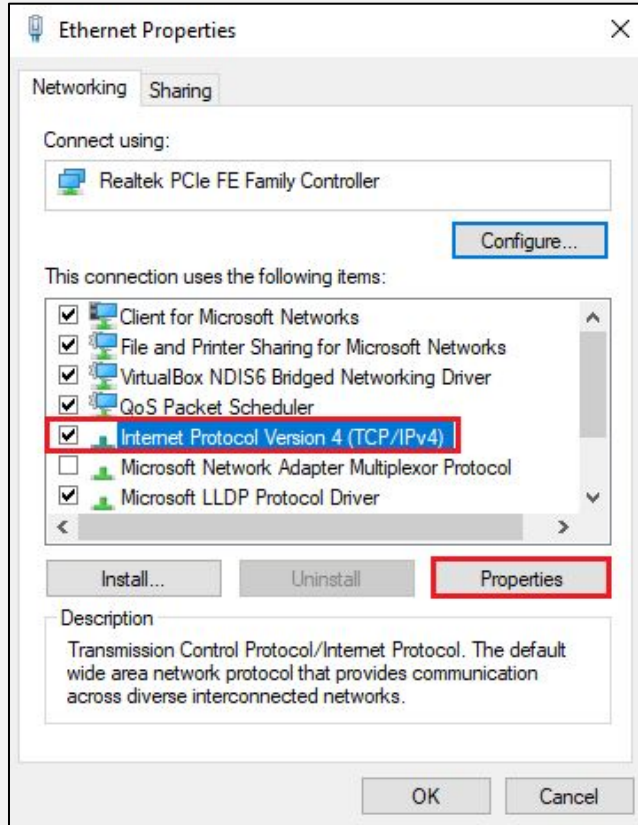 Ethernet Properties
Networking
Sharing
Connect using:
Realtek PCIe FE Family Controller
Configure...
This connection uses the following items:
Client for Microsoft Networks
File and Printer Sharing for Microsoft Networks
VirtualBox NDIS6 Bridged Networking Driver
QoS Packet Scheduler
Internet Protocol Version 4 (TCP/IPv4)
Microsoft Network Adapter Multiplexor Protocol
Microsoft LLDP Protocol Driver
Install...
Uninstall
Properties
Description
Transmission Control Protocol/Internet Protocol. The default
wide area network protocol that provides communication
across diverse interconnected networks.
OK
Cancel